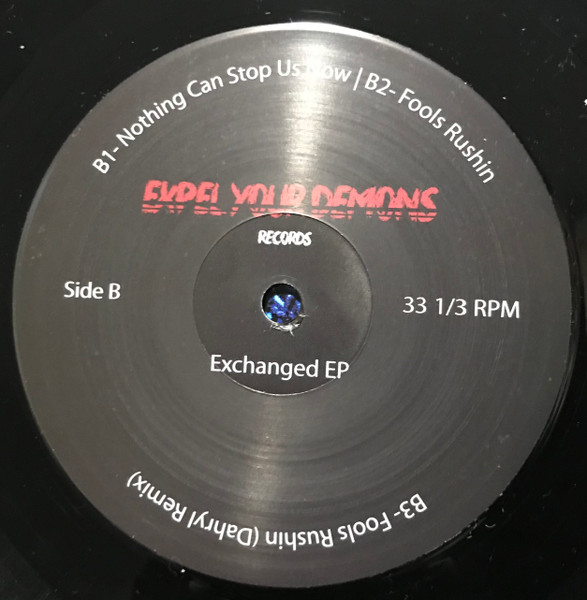 B1- Nothing Can Stop Us Now | B2- Fools Rushin
EXPEL YOUR DEMONS
RECORDS
Side B
33 1/3 RPM
Exchanged EP
B3- Fools Rushin (Dahryl Remix)